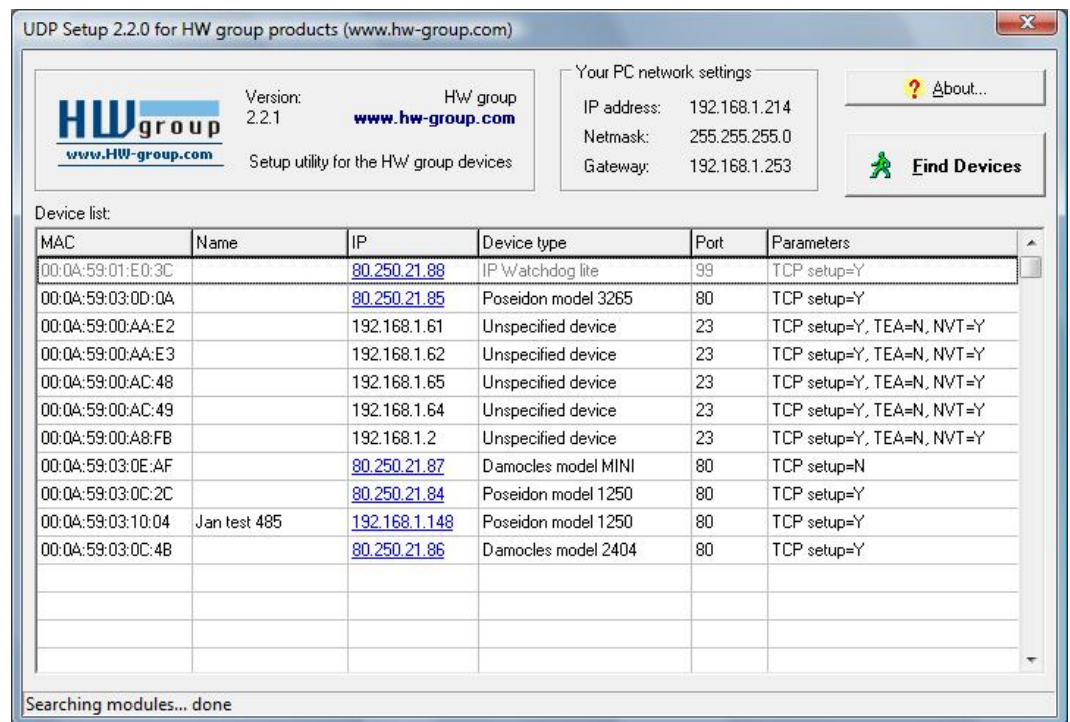 UDP Setup 2.2.0 for HW group products (www.hw-group.com)
HWgroup
www.HW-group.com
Version: HW group
2.2.1 www.hw-group.com
Setup utility for the HW group devices
Your PC network settings
IP address: 192.168.1.214
Netmask: 255.255.255.0
Gateway: 192.168.1.253
? About...
Find Devices
Device list:
MAC Name IP Device type Port Parameters
00:0A:59:01:E0:3C 80.250.21.88 IP Watchdog lite 99 TCP setup=Y
00:0A:59:03:0D:0A 80.250.21.85 Poseidon model 3265 80 TCP setup=Y
00:0A:59:00:AA:E2 192.168.1.61 Unspecified device 23 TCP setup=Y, TEA=N, NVT=Y
00:0A:59:00:AA:E3 192.168.1.62 Unspecified device 23 TCP setup=Y, TEA=N, NVT=Y
00:0A:59:00:AC:48 192.168.1.65 Unspecified device 23 TCP setup=Y, TEA=N, NVT=Y
00:0A:59:00:AC:49 192.168.1.64 Unspecified device 23 TCP setup=Y, TEA=N, NVT=Y
00:0A:59:00:A8:FB 192.168.1.2 Unspecified device 23 TCP setup=Y, TEA=N, NVT=Y
00:0A:59:03:0E:AF 80.250.21.87 Damocles model MINI 80 TCP setup=N
00:0A:59:03:0C:2C 80.250.21.84 Poseidon model 1250 80 TCP setup=Y
00:0A:59:03:10:04 Jan test 485 192.168.1.148 Poseidon model 1250 80 TCP setup=Y
00:0A:59:03:0C:4B 80.250.21.86 Damocles model 2404 80 TCP setup=Y
Searching modules... done